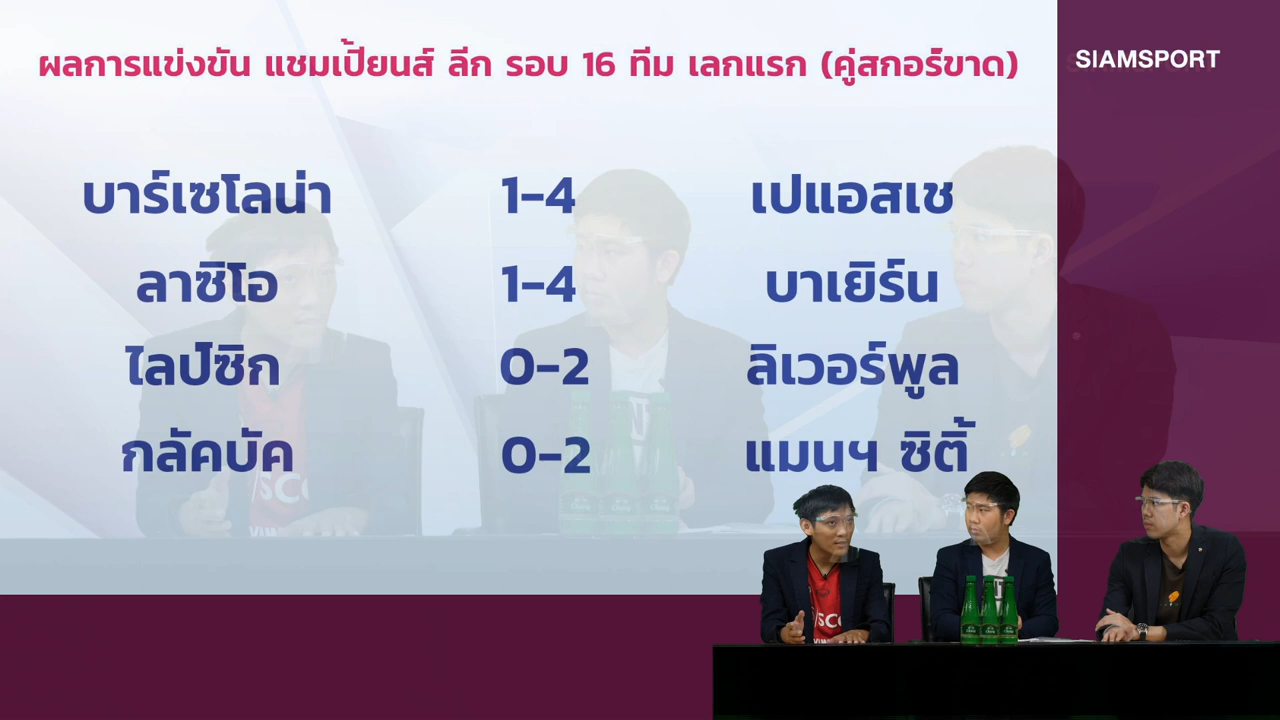 ผลการแข่งขัน แชมเปี้ยนส์ ลีก รอบ 16 ทีม เลกแรก (คู่สกอร์ขาด)
SIAMSPORT
บาร์เซโลน่า 1-4 เปแอสเช
ลาซิโอ 1-4 บาเยิร์น
ไลป์ซิก 0-2 ลิเวอร์พูล
กลัคบัค 0-2 แมนฯ ซิตี้